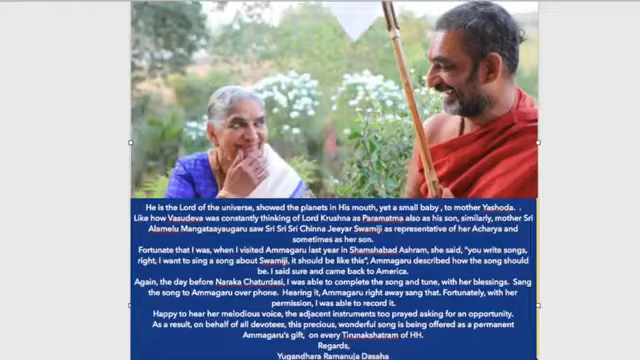 He is the Lord of the universe, showed the planets in His mouth, yet a small baby , to mother Yashoda. .
Like how Vasudeva was constantly thinking of Lord Krushna as Paramatma also as his son, similarly, mother Sri
Alamelu Mangataayaugaru saw Sri Sri Sri Chinna Jeeyar Swamiji as representative of her Acharya and
sometimes as her son.
Fortunate that I was, when I visited Ammagaru last year in Shamshabad Ashram, she said, "you write songs,
right, I want to sing a song about Swamiji, it should be like this", Ammagaru described how the song should
be. I said sure and came back to America.
Again, the day before Naraka Chaturdasi, I was able to complete the song and tune, with her blessings. Sang
the song to Ammagaru over phone. Hearing it, Ammagaru right away sang that. Fortunately, with her
permission, I was able to record it.
Happy to hear her melodious voice, the adjacent instruments too prayed asking for an opportunity.
As a result, on behalf of all devotees, this precious, wonderful song is being offered as a permanent
Ammagaru's gift, on every Tirunakshatram of HH.
Regards,
Yugandhara Ramanuja Dasaha